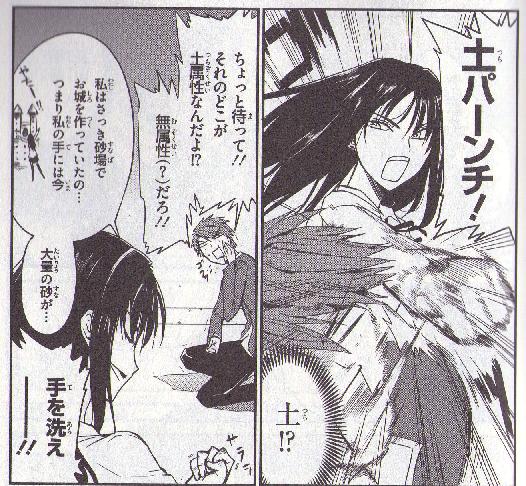 土パーンチ！
土!?
ちょっと待って!!
それのどこが
土属性なんだよ!?
無属性(？)だろ!!
私はさっき砂場で
お城を作っていたの…
つまり私の手には今
大量の砂が…
手を洗え
――!!